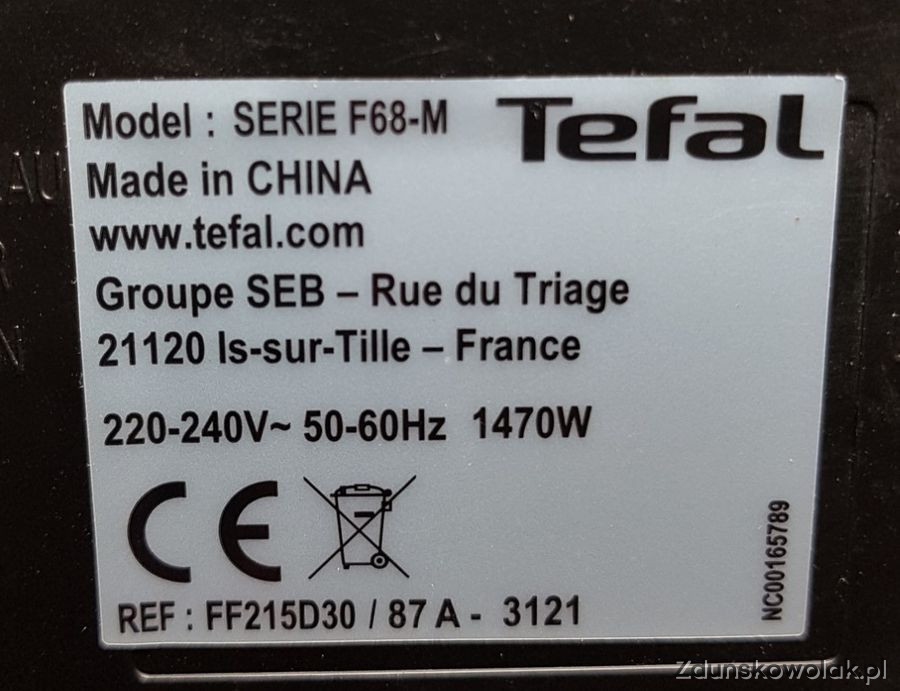 Model : SERIE F68-M
Tefal
Made in CHINA
www.tefal.com
Groupe SEB – Rue du Triage
21120 Is-sur-Tille – France
220-240V~ 50-60Hz 1470W
CE
REF : FF215D30 / 87 A - 3121
NC00165789
AU
R
N
Zdunskowolak.pl